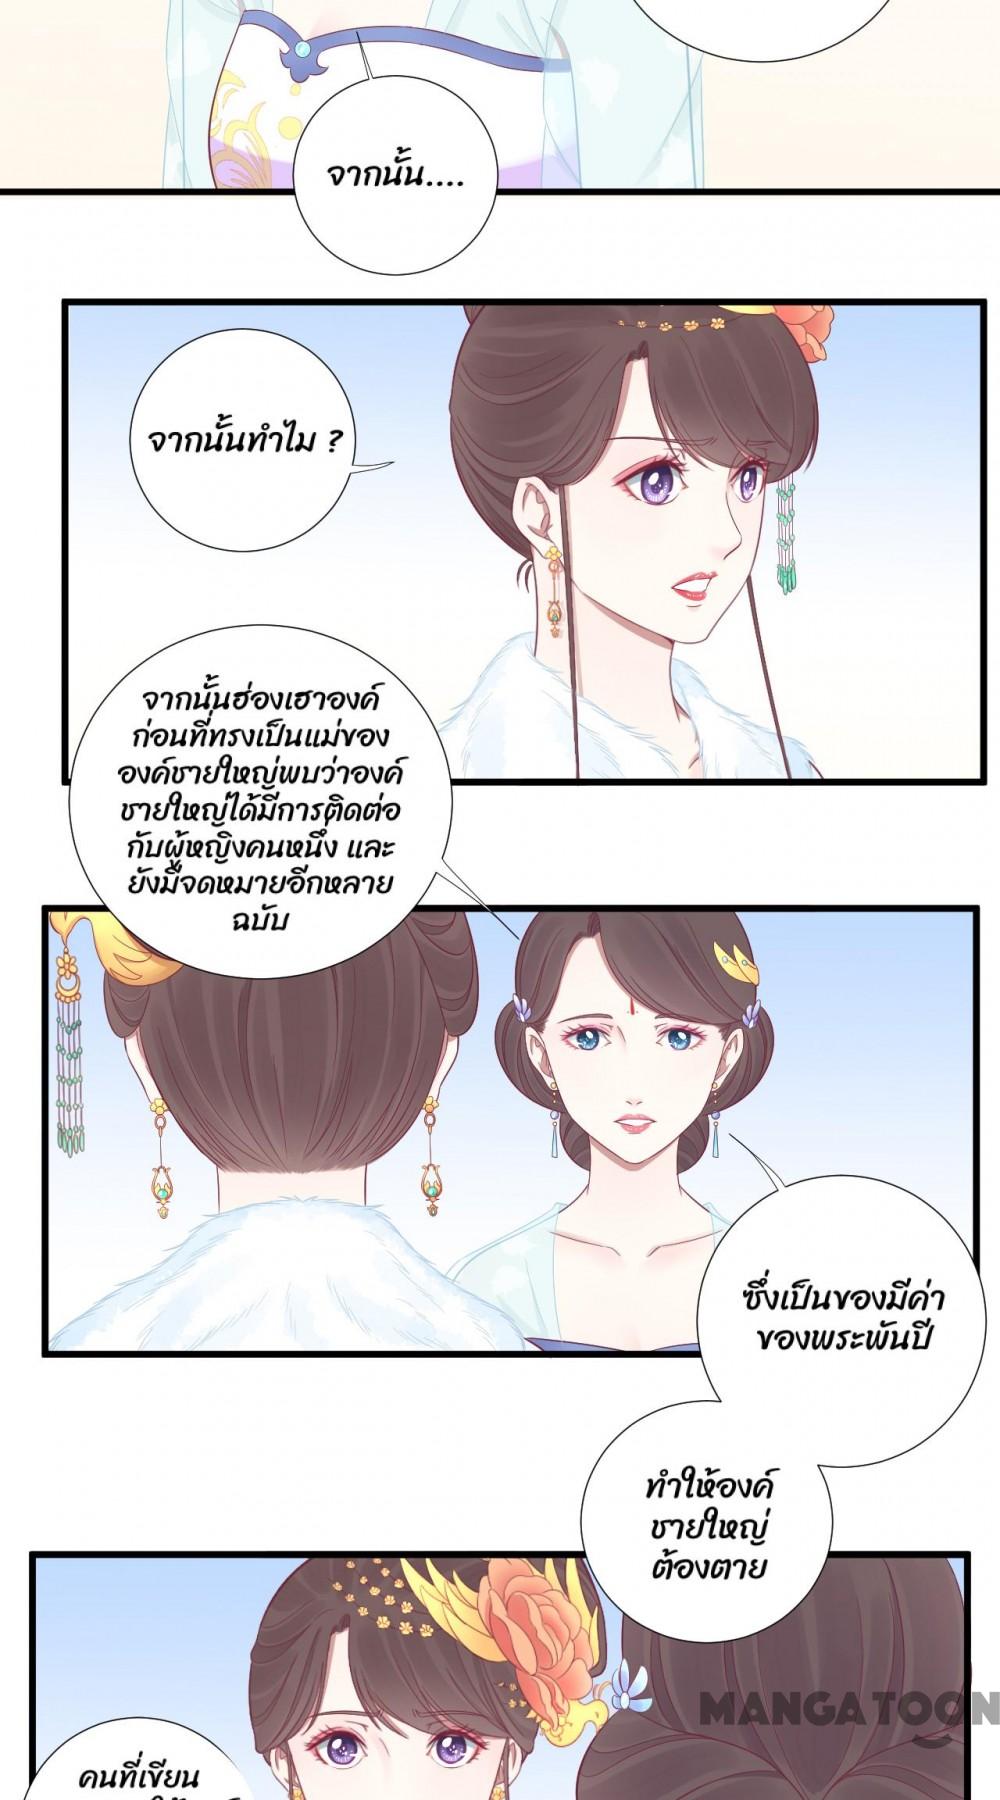 จากนั้น....
จากนั้นทำไม ?
จากนั้นฮ่องเฮาองค์
ก่อนที่ทรงเป็นแม่ของ
องค์ชายใหญ่พบว่าองค์
ชายใหญ่ได้มีการติดต่อ
กับผู้หญิงคนหนึ่ง และ
ยังมีจดหมายอีกหลาย
ฉบับ
ซึ่งเป็นของมีค่า
ของพระพันปี
ทำให้องค์
ชายใหญ่
ต้องตาย
MANGATOON
คนที่เขียน